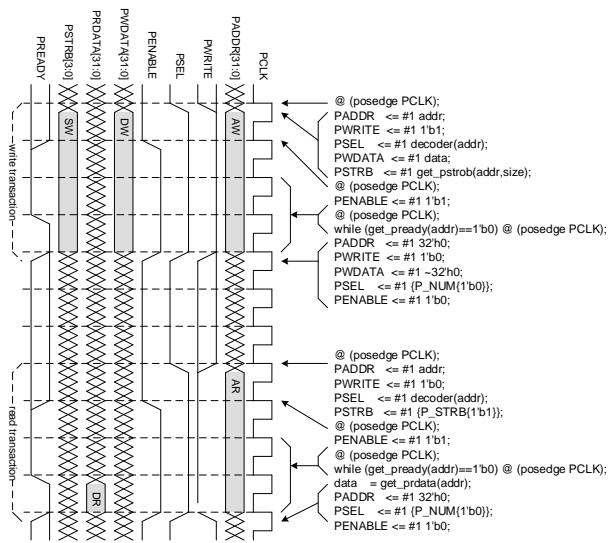 PREADY
PSTRB[3:0]
PRDATA[31:0]
PWDATA[31:0]
PENABLE
PSEL
PWRITE
PADDR[31:0]
PCLK
SW
DW
AW
write transaction
@ (posedge PCLK);
PADDR <= #1 addr;
PWRITE <= #1 1'b1;
PSEL <= #1 decoder(addr);
PWDATA <= #1 data;
PSTRB <= #1 get_pstrob(addr,size);
@ (posedge PCLK);
PENABLE <= #1 1'b1;
@ (posedge PCLK);
while (get_pready(addr)==1'b0) @ (posedge PCLK);
PADDR <= #1 32'h0;
PWRITE <= #1 1'b0;
PWDATA <= #1 ~32'h0;
PSEL <= #1 {P_NUM{1'b0}};
PENABLE <= #1 1'b0;
AR
DR
read transaction
@ (posedge PCLK);
PADDR <= #1 addr;
PWRITE <= #1 1'b0;
PSEL <= #1 decoder(addr);
PSTRB <= #1 {P_STRB{1'b1}};
@ (posedge PCLK);
PENABLE <= #1 1'b1;
@ (posedge PCLK);
while (get_pready(addr)==1'b0) @ (posedge PCLK);
data = get_prdata(addr);
PADDR <= #1 32'h0;
PSEL <= #1 {P_NUM{1'b0}};
PENABLE <= #1 1'b0;